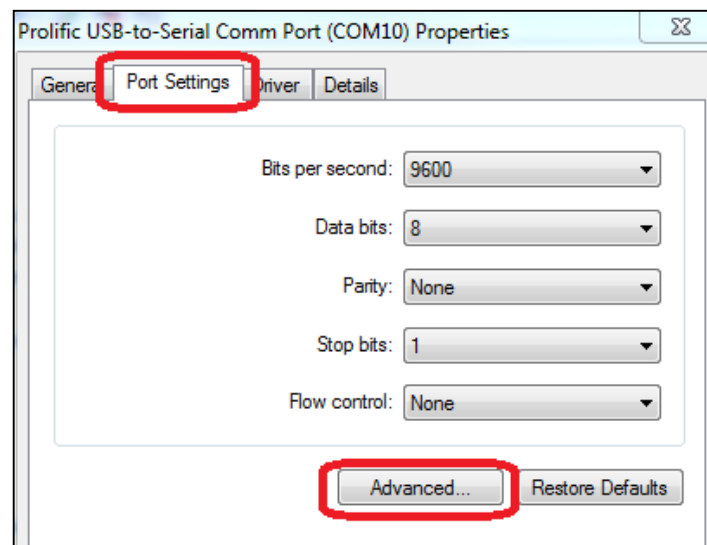 Prolific USB-to-Serial Comm Port (COM10) Properties
General Port Settings Driver Details
Bits per second: 9600
Data bits: 8
Parity: None
Stop bits: 1
Flow control: None
Advanced... Restore Defaults